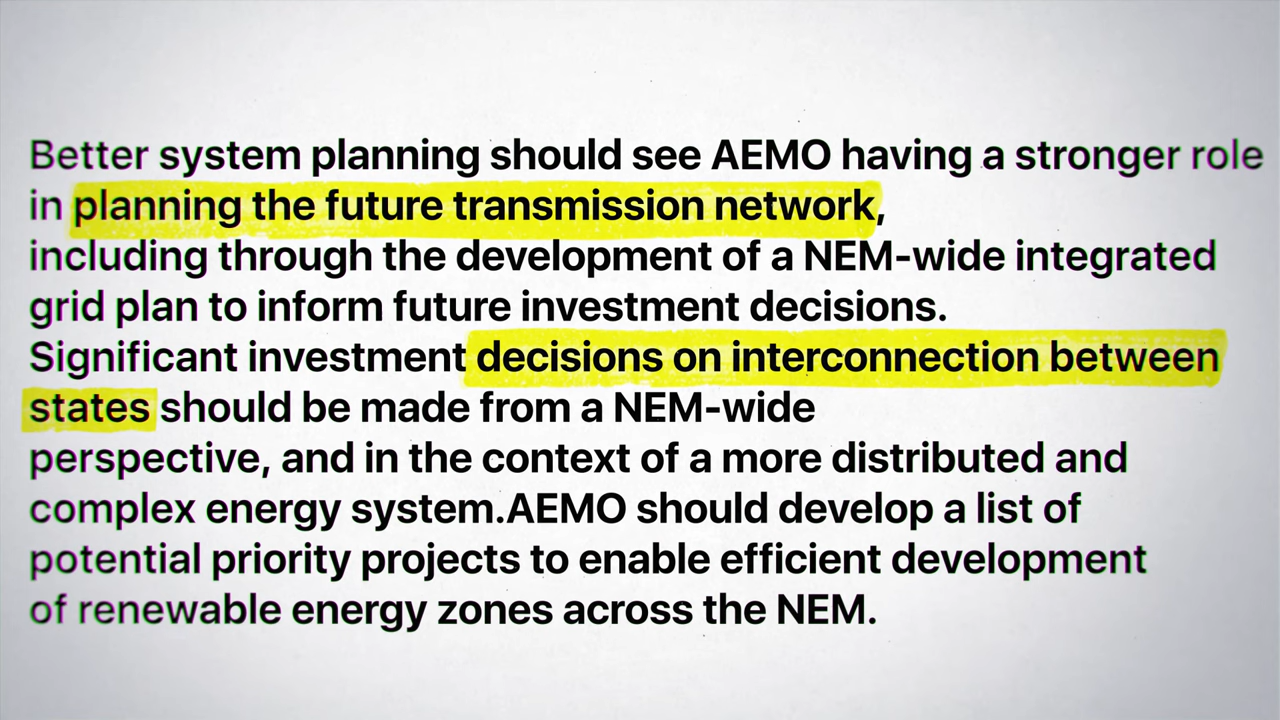 Better system planning should see AEMO having a stronger role
in planning the future transmission network,
including through the development of a NEM-wide integrated
grid plan to inform future investment decisions.
Significant investment decisions on interconnection between
states should be made from a NEM-wide
perspective, and in the context of a more distributed and
complex energy system.AEMO should develop a list of
potential priority projects to enable efficient development
of renewable energy zones across the NEM.